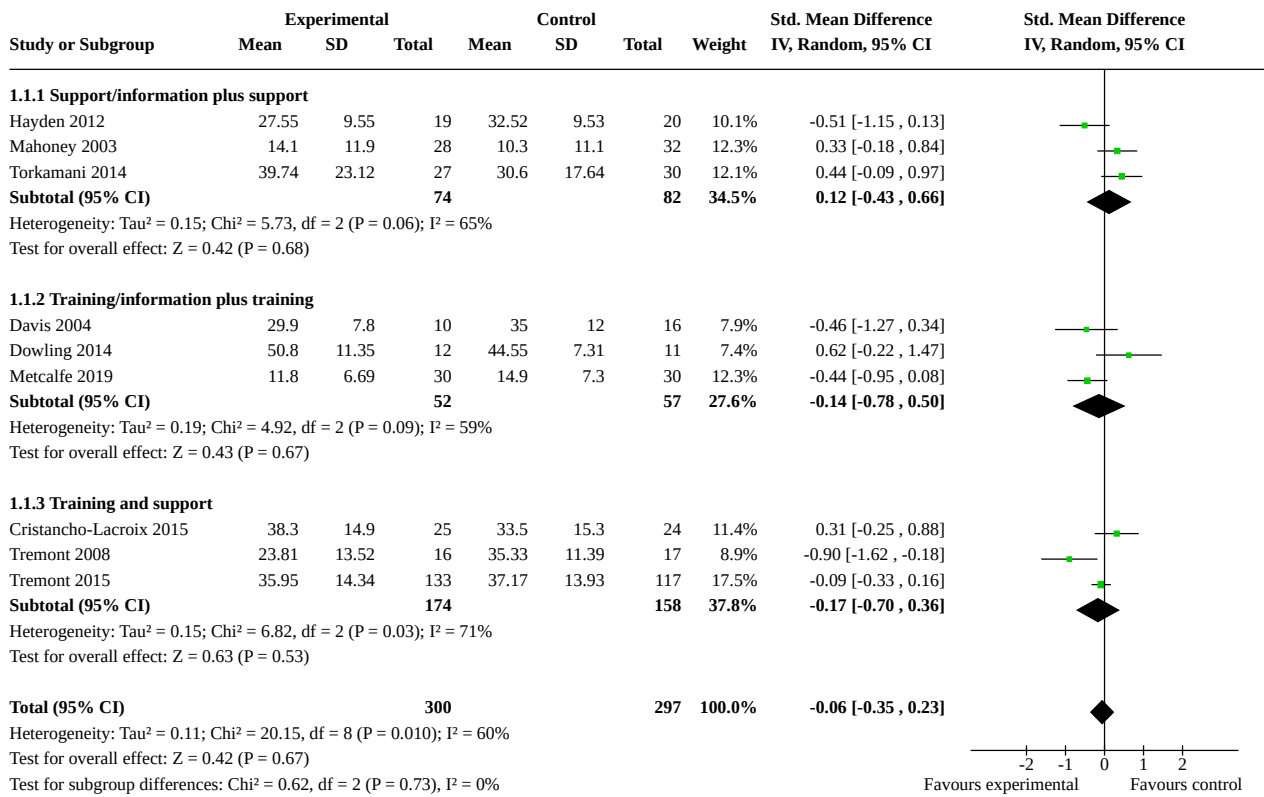 Experimental Control Std. Mean Difference Std. Mean Difference
Study or Subgroup Mean SD Total Mean SD Total Weight IV, Random, 95% CI IV, Random, 95% CI
1.1.1 Support/information plus support
Hayden 2012 27.55 9.55 19 32.52 9.53 20 10.1% -0.51 [-1.15 , 0.13]
Mahoney 2003 14.1 11.9 28 10.3 11.1 32 12.3% 0.33 [-0.18 , 0.84]
Torkamani 2014 39.74 23.12 27 30.6 17.64 30 12.1% 0.44 [-0.09 , 0.97]
Subtotal (95% CI) 74 82 34.5% 0.12 [-0.43 , 0.66]
Heterogeneity: Tau² = 0.15; Chi² = 5.73, df = 2 (P = 0.06); I² = 65%
Test for overall effect: Z = 0.42 (P = 0.68)
1.1.2 Training/information plus training
Davis 2004 29.9 7.8 10 35 12 16 7.9% -0.46 [-1.27 , 0.34]
Dowling 2014 50.8 11.35 12 44.55 7.31 11 7.4% 0.62 [-0.22 , 1.47]
Metcalfe 2019 11.8 6.69 30 14.9 7.3 30 12.3% -0.44 [-0.95 , 0.08]
Subtotal (95% CI) 52 57 27.6% -0.14 [-0.78 , 0.50]
Heterogeneity: Tau² = 0.19; Chi² = 4.92, df = 2 (P = 0.09); I² = 59%
Test for overall effect: Z = 0.43 (P = 0.67)
1.1.3 Training and support
Cristancho-Lacroix 2015 38.3 14.9 25 33.5 15.3 24 11.4% 0.31 [-0.25 , 0.88]
Tremont 2008 23.81 13.52 16 35.33 11.39 17 8.9% -0.90 [-1.62 , -0.18]
Tremont 2015 35.95 14.34 133 37.17 13.93 117 17.5% -0.09 [-0.33 , 0.16]
Subtotal (95% CI) 174 158 37.8% -0.17 [-0.70 , 0.36]
Heterogeneity: Tau² = 0.15; Chi² = 6.82, df = 2 (P = 0.03); I² = 71%
Test for overall effect: Z = 0.63 (P = 0.53)
Total (95% CI) 300 297 100.0% -0.06 [-0.35 , 0.23]
Heterogeneity: Tau² = 0.11; Chi² = 20.15, df = 8 (P = 0.010); I² = 60%
Test for overall effect: Z = 0.42 (P = 0.67)
-2 -1 0 1 2
Test for subgroup differences: Chi² = 0.62, df = 2 (P = 0.73), I² = 0%
Favours experimental Favours control